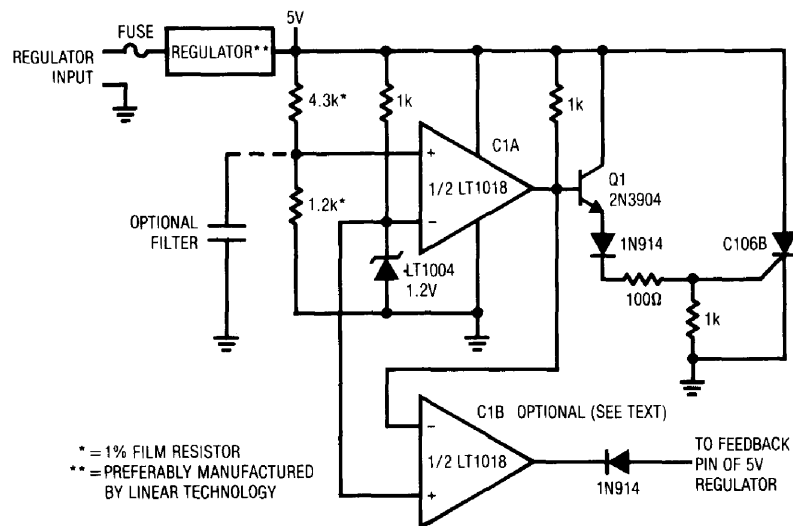 5V
FUSE
REGULATOR**
REGULATOR
INPUT
4.3k*
1k
1k
C1A
+
1/2 LT1018
−
Q1
2N3904
1.2k*
OPTIONAL
FILTER
LT1004
1.2V
1N914
C106B
100Ω
1k
C1B OPTIONAL (SEE TEXT)
−
1/2 LT1018
+
TO FEEDBACK
PIN OF 5V
REGULATOR
1N914
* = 1% FILM RESISTOR
** = PREFERABLY MANUFACTURED
BY LINEAR TECHNOLOGY